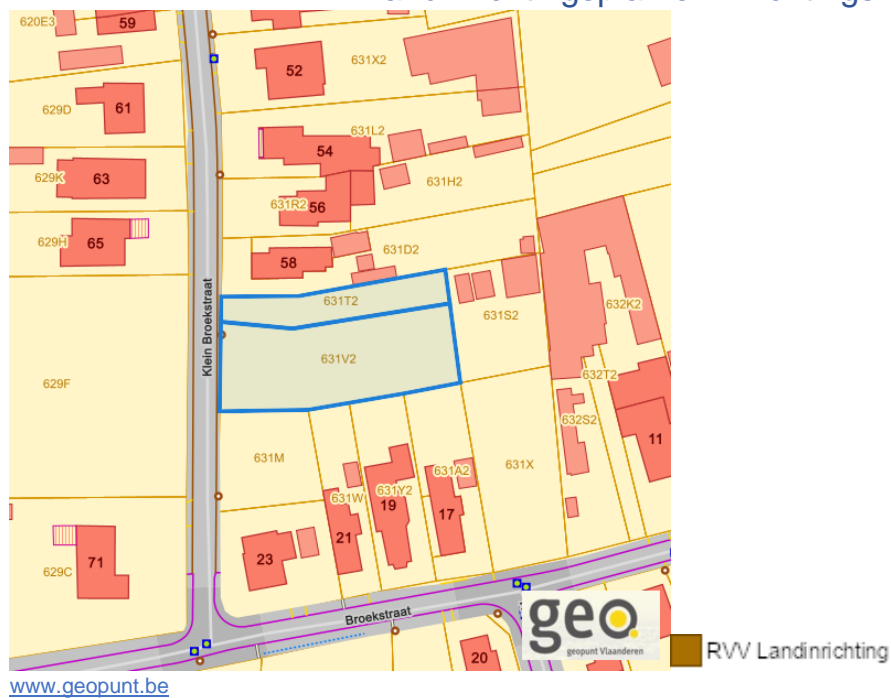 620E3
59
52
631X2
629D
61
631L2
54
629K
63
631H2
631R2
56
629H
65
631D2
58
Klein Broekstraat
631T2
631S2
632K2
631V2
629F
632T2
632S2
11
631M
631X
631W
631Y2
631A2
19
17
21
23
71
629C
Broekstraat
20
geo.
geopunt Vlaanderen
RVV Landinrichting
www.geopunt.be